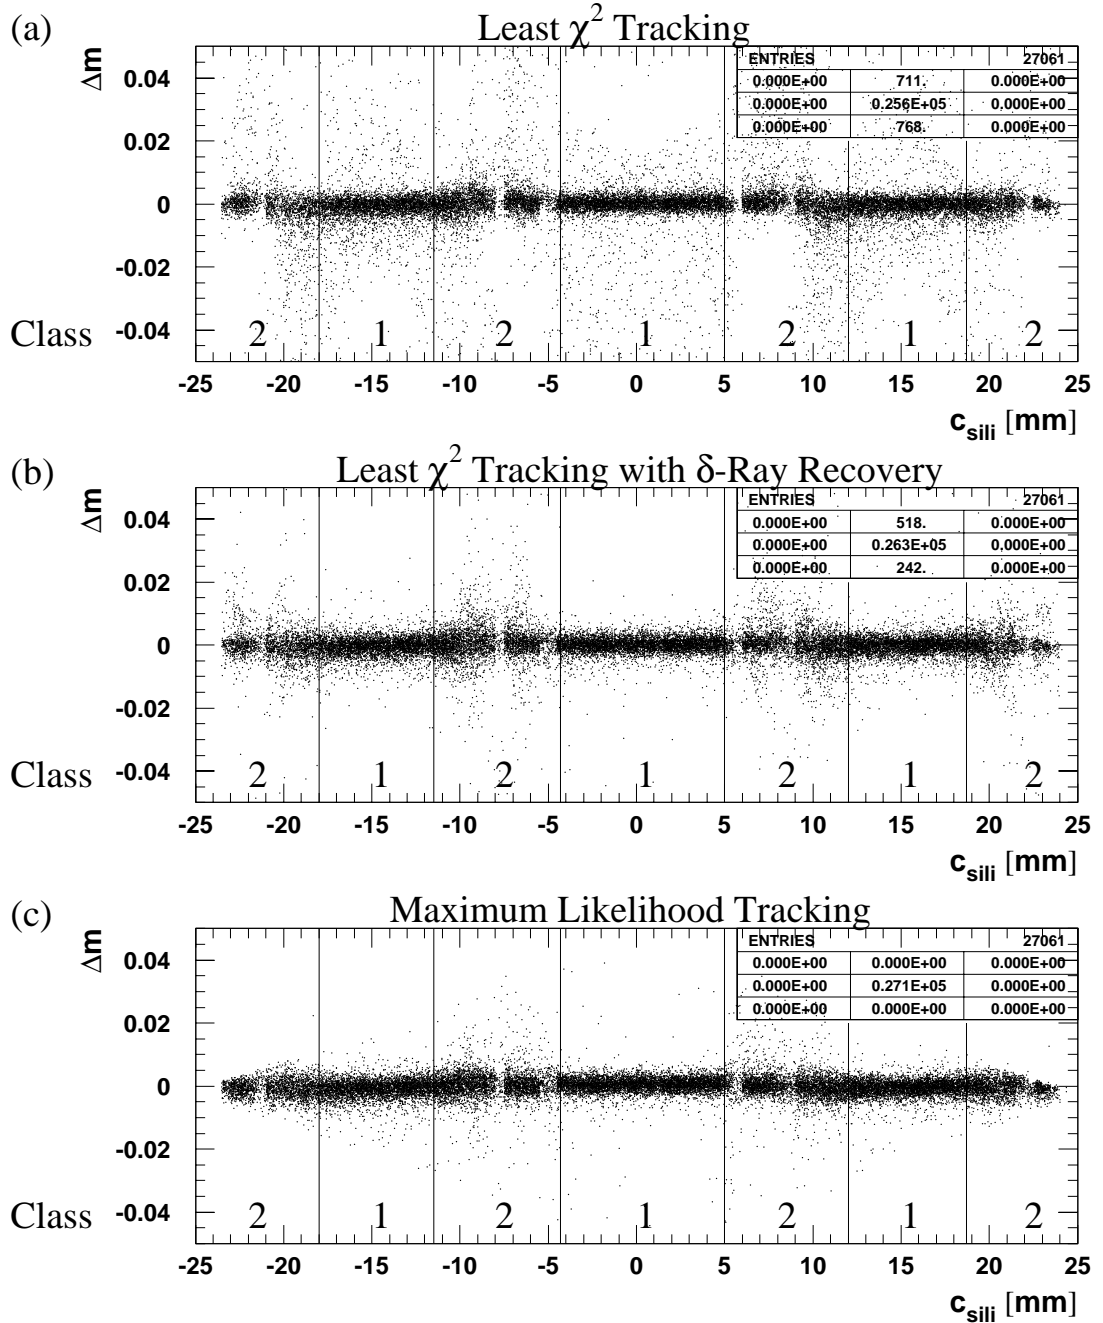 (a)
Least χ² Tracking
Δm
ENTRIES 27061
0.000E+00 711. 0.000E+00
0.000E+00 0.256E+05 0.000E+00
0.000E+00 768. 0.000E+00
0.04
0.02
0
-0.02
-0.04
Class 2 1 2 1 2 1 2
-25 -20 -15 -10 -5 0 5 10 15 20 25
c_sili [mm]
(b)
Least χ² Tracking with δ-Ray Recovery
Δm
ENTRIES 27061
0.000E+00 518. 0.000E+00
0.000E+00 0.263E+05 0.000E+00
0.000E+00 242. 0.000E+00
0.04
0.02
0
-0.02
-0.04
Class 2 1 2 1 2 1 2
-25 -20 -15 -10 -5 0 5 10 15 20 25
c_sili [mm]
(c)
Maximum Likelihood Tracking
Δm
ENTRIES 27061
0.000E+00 0.000E+00 0.000E+00
0.000E+00 0.271E+05 0.000E+00
0.000E+00 0.000E+00 0.000E+00
0.04
0.02
0
-0.02
-0.04
Class 2 1 2 1 2 1 2
-25 -20 -15 -10 -5 0 5 10 15 20 25
c_sili [mm]